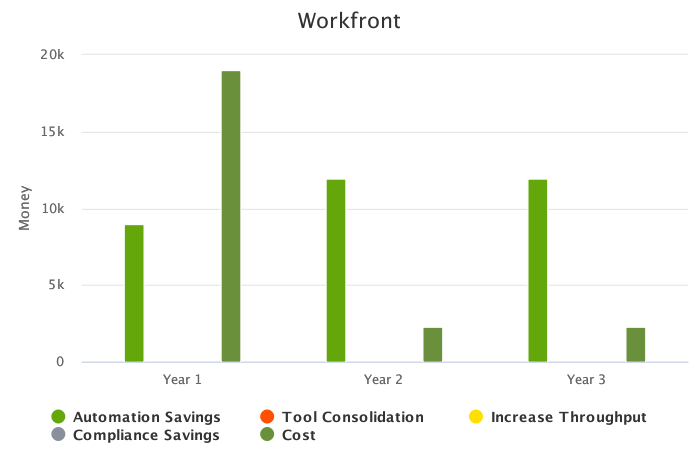 Workfront
20k
15k
10k
5k
0
Money
Year 1 Year 2 Year 3
Automation Savings Tool Consolidation Increase Throughput
Compliance Savings Cost